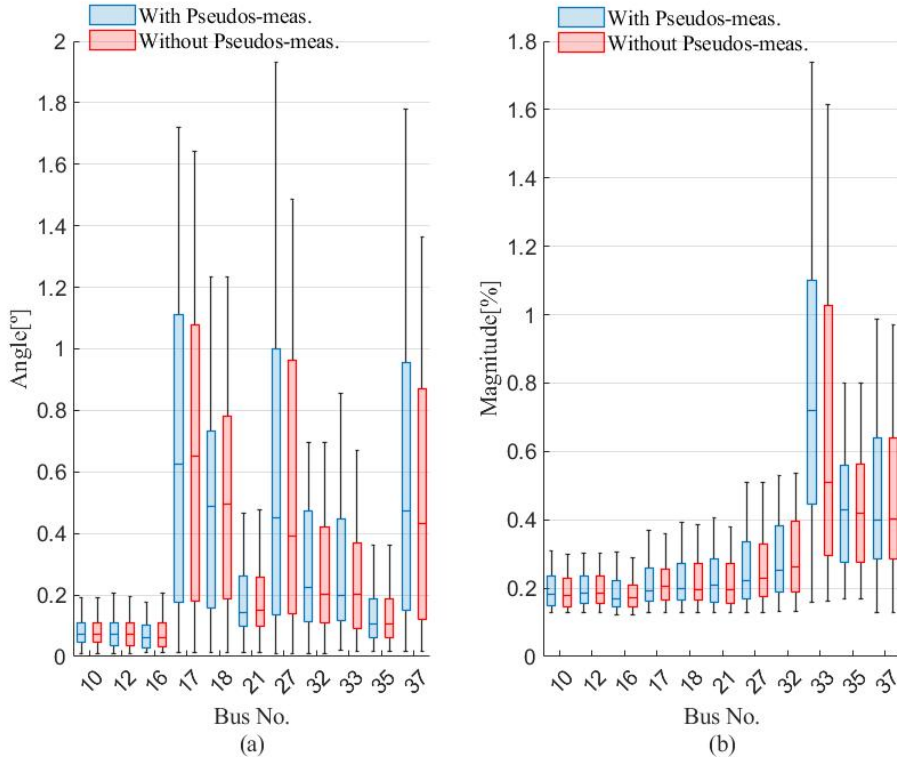 With Pseudos-meas.
Without Pseudos-meas.
2
1.8
1.6
1.4
1.2
1
0.8
0.6
0.4
0.2
0
Angle[º]
10 12 16 17 18 21 27 32 33 35 37
Bus No.
(a)
With Pseudos-meas.
Without Pseudos-meas.
1.8
1.6
1.4
1.2
1
0.8
0.6
0.4
0.2
0
Magnitude[%]
10 12 16 17 18 21 27 32 33 35 37
Bus No.
(b)